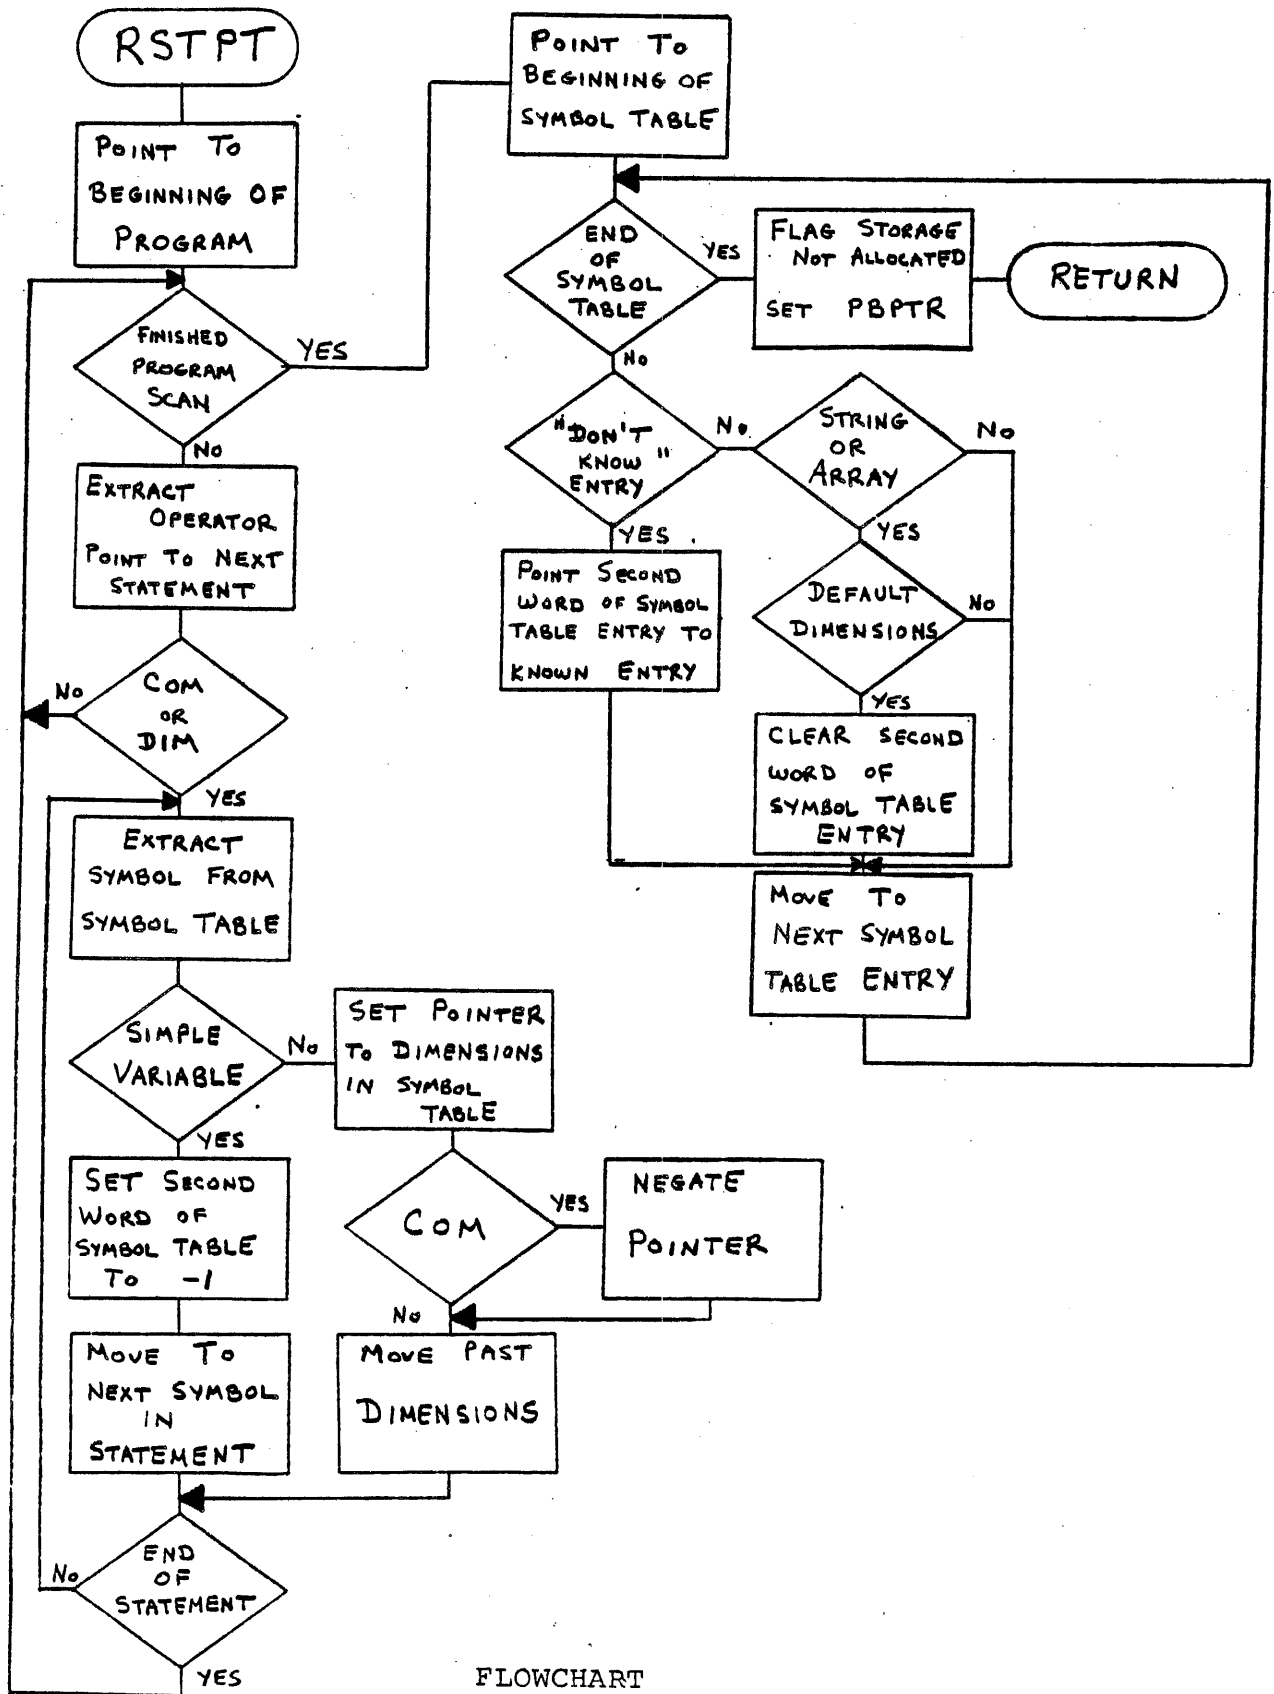 RSTPT
POINT TO
BEGINNING OF
PROGRAM
FINISHED
PROGRAM
SCAN
YES
NO
EXTRACT
OPERATOR
POINT TO NEXT
STATEMENT
COM
OR
DIM
NO
YES
EXTRACT
SYMBOL FROM
SYMBOL TABLE
SIMPLE
VARIABLE
NO
YES
SET SECOND
WORD OF
SYMBOL TABLE
TO -1
MOVE TO
NEXT SYMBOL
IN
STATEMENT
END
OF
STATEMENT
NO
YES
SET POINTER
TO DIMENSIONS
IN SYMBOL
TABLE
COM
YES
NO
NEGATE
POINTER
MOVE PAST
DIMENSIONS
POINT TO
BEGINNING OF
SYMBOL TABLE
END
OF
SYMBOL
TABLE
YES
NO
FLAG STORAGE
NOT ALLOCATED
SET PBPTR
RETURN
"DON'T
KNOW"
ENTRY
NO
YES
POINT SECOND
WORD OF SYMBOL
TABLE ENTRY TO
KNOWN ENTRY
STRING
OR
ARRAY
NO
YES
DEFAULT
DIMENSIONS
NO
YES
CLEAR SECOND
WORD OF
SYMBOL TABLE
ENTRY
MOVE TO
NEXT SYMBOL
TABLE ENTRY
FLOWCHART